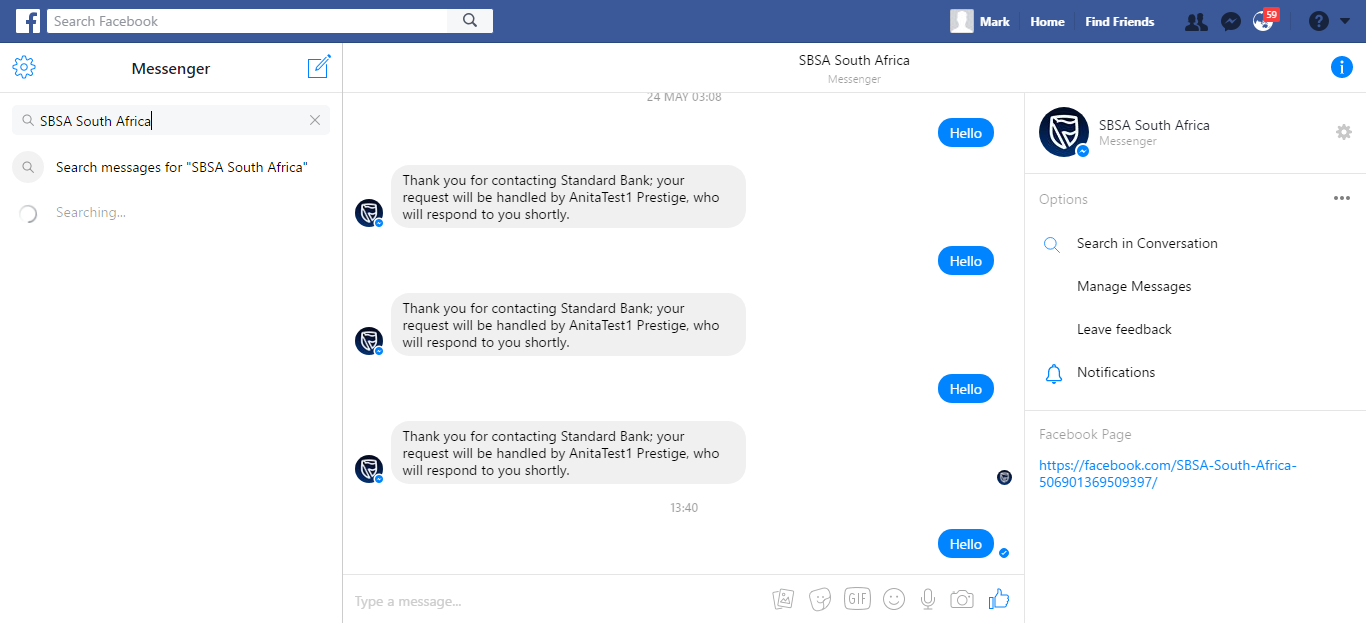 Search Facebook
Mark
Home
Find Friends
59
Messenger
SBSA South Africa
Search messages for "SBSA South Africa"
Searching...
SBSA South Africa
Messenger
24 MAY 03:08
Hello
Thank you for contacting Standard Bank; your
request will be handled by AnitaTest1 Prestige, who
will respond to you shortly.
Hello
Thank you for contacting Standard Bank; your
request will be handled by AnitaTest1 Prestige, who
will respond to you shortly.
Hello
Thank you for contacting Standard Bank; your
request will be handled by AnitaTest1 Prestige, who
will respond to you shortly.
13:40
Hello
Type a message...
GIF
SBSA South Africa
Messenger
Options
Search in Conversation
Manage Messages
Leave feedback
Notifications
Facebook Page
https://facebook.com/SBSA-South-Africa-
506901369509397/